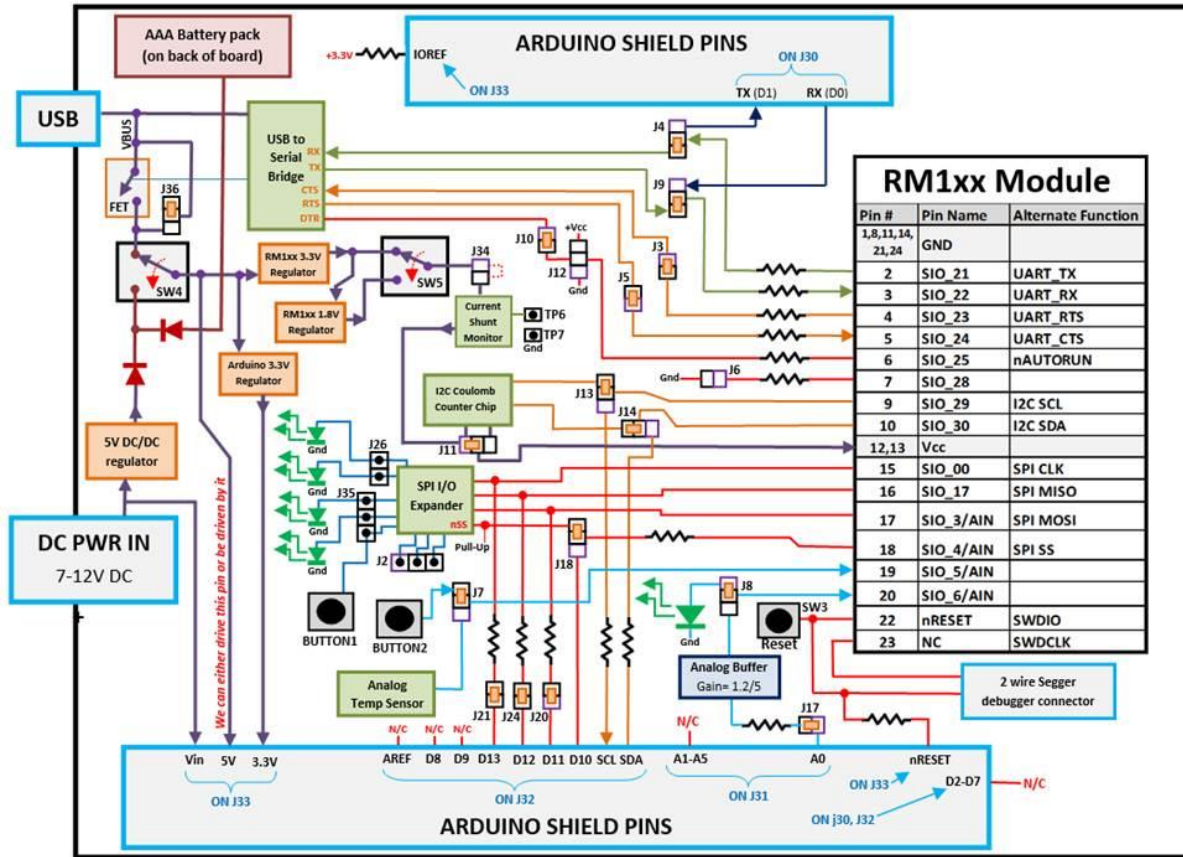 AAA Battery pack
(on back of board)
ARDUINO SHIELD PINS
+3.3V
IOREF
ON J33
ON J30
TX (D1)
RX (D0)
USB
VBUS
FET
J36
USB to
Serial
Bridge
RX
TX
CTS
RTS
DTR
J4
J9
J10
+Vcc
J12
Gnd
J3
J5
SW4
RM1xx 3.3V
Regulator
RM1xx 1.8V
Regulator
SW5
J34
Current
Shunt
Monitor
TP6
TP7
Gnd
Arduino 3.3V
Regulator
Gnd
J6
I2C Coulomb
Counter Chip
J13
J14
J11
RM1xx Module
Pin # Pin Name Alternate Function
1,8,11,14,
21,24 GND
2 SIO_21 UART_TX
3 SIO_22 UART_RX
4 SIO_23 UART_RTS
5 SIO_24 UART_CTS
6 SIO_25 nAUTORUN
7 SIO_28
9 SIO_29 I2C SCL
10 SIO_30 I2C SDA
12,13 Vcc
15 SIO_00 SPI CLK
16 SIO_17 SPI MISO
17 SIO_3/AIN SPI MOSI
18 SIO_4/AIN SPI SS
19 SIO_5/AIN
20 SIO_6/AIN
22 nRESET SWDIO
23 NC SWDCLK
5V DC/DC
regulator
DC PWR IN
7-12V DC
We can either drive this pin or be driven by it
Gnd
Gnd
Gnd
Gnd
J26
J35
SPI I/O
Expander
nSS
Pull-Up
J2
J18
BUTTON1
BUTTON2
J7
J8
Gnd
SW3
Reset
Analog
Temp Sensor
Analog Buffer
Gain= 1.2/5
2 wire Segger
debugger connector
J21
J24
J20
J17
N/C
N/C
N/C
N/C
Vin
5V
3.3V
ON J33
AREF
D8
D9
D13
D12
D11
D10
SCL
SDA
ON J32
A1-A5
A0
ON J31
nRESET
ON J33
D2-D7
N/C
ON j30, J32
ARDUINO SHIELD PINS